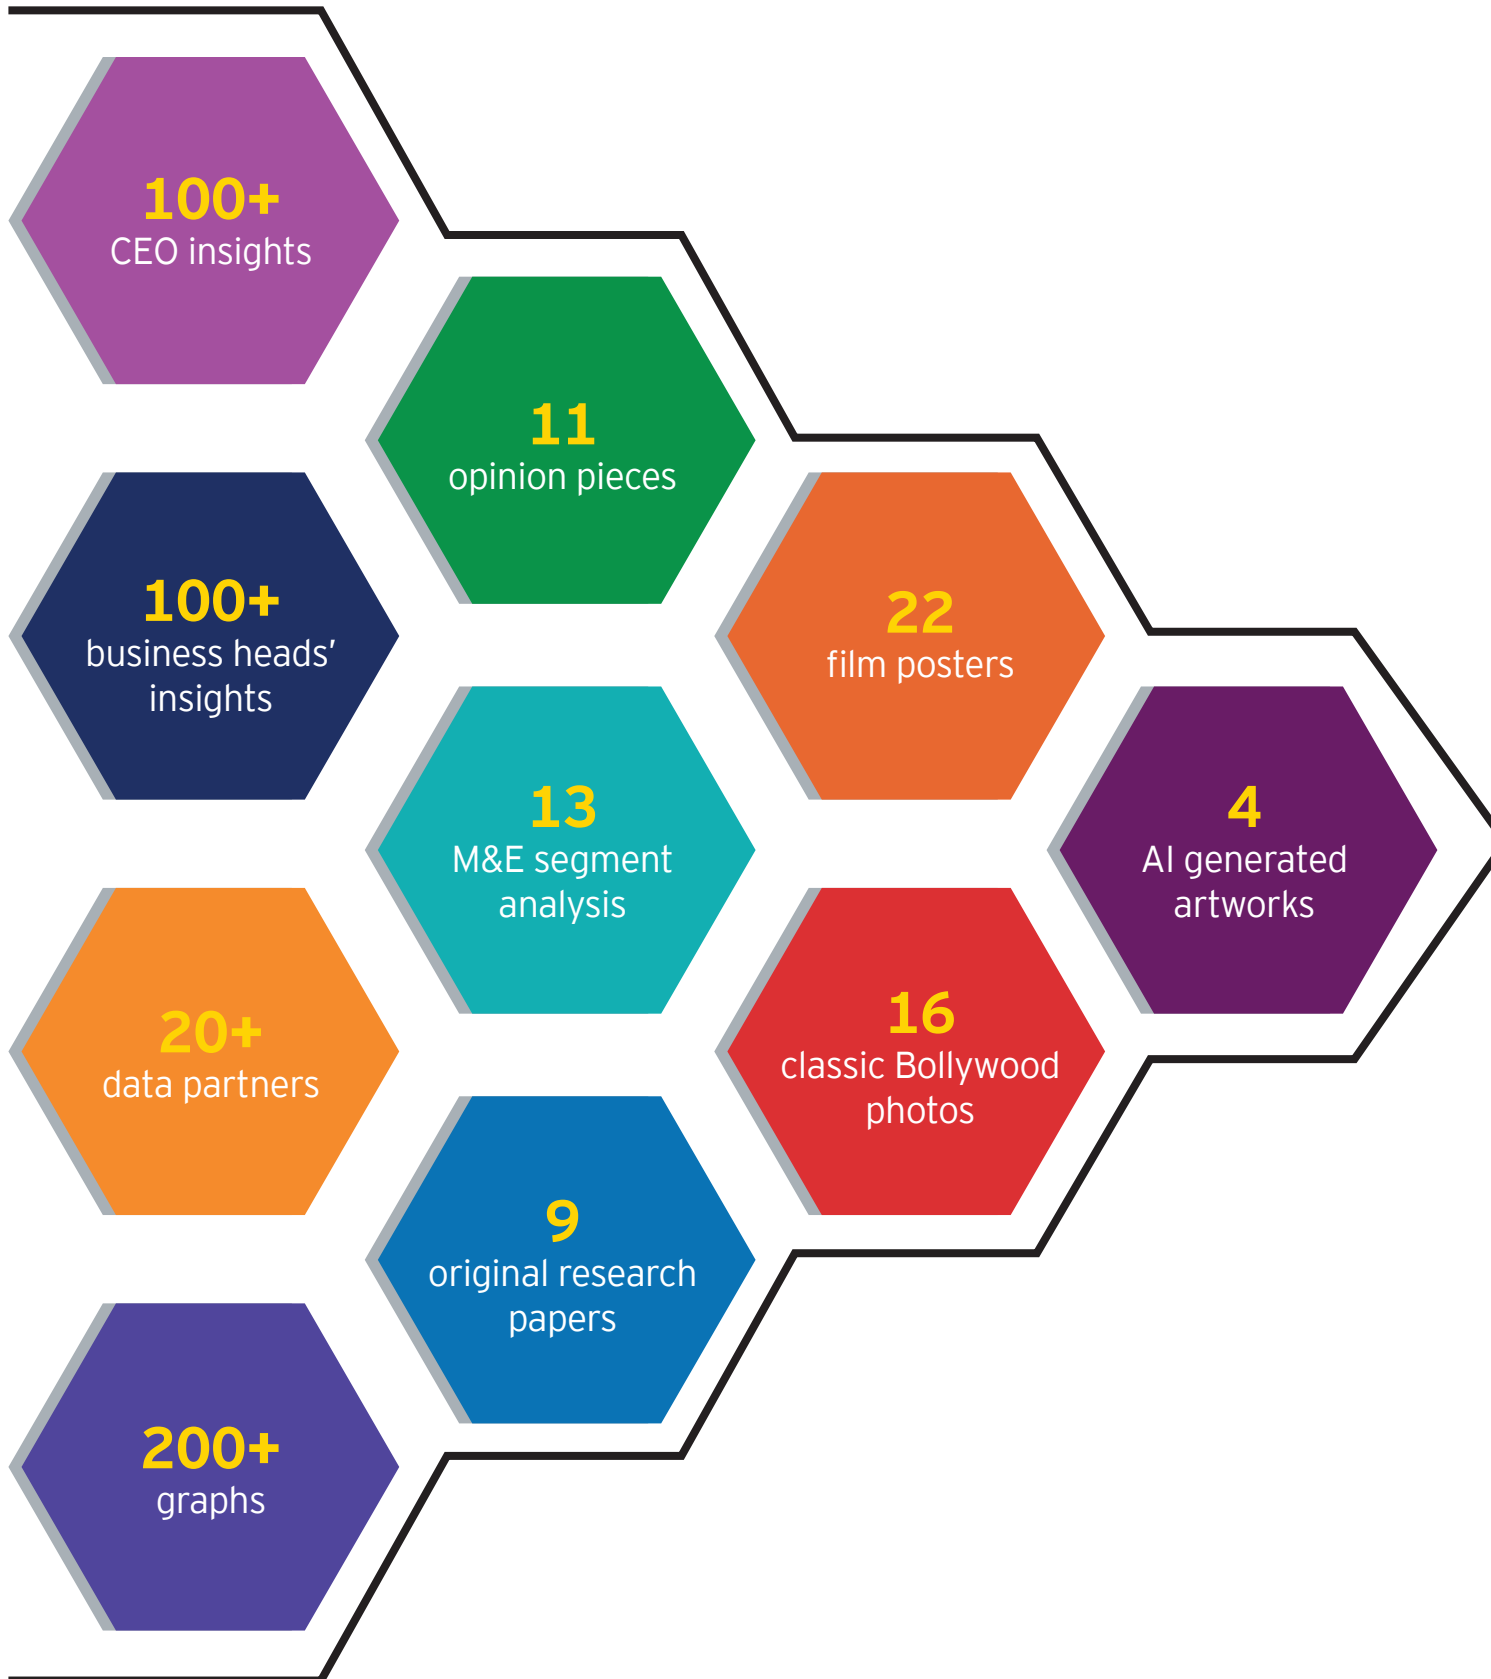 100+
CEO insights
11
opinion pieces
100+
business heads’
insights
22
film posters
13
M&E segment
analysis
4
AI generated
artworks
20+
data partners
16
classic Bollywood
photos
9
original research
papers
200+
graphs